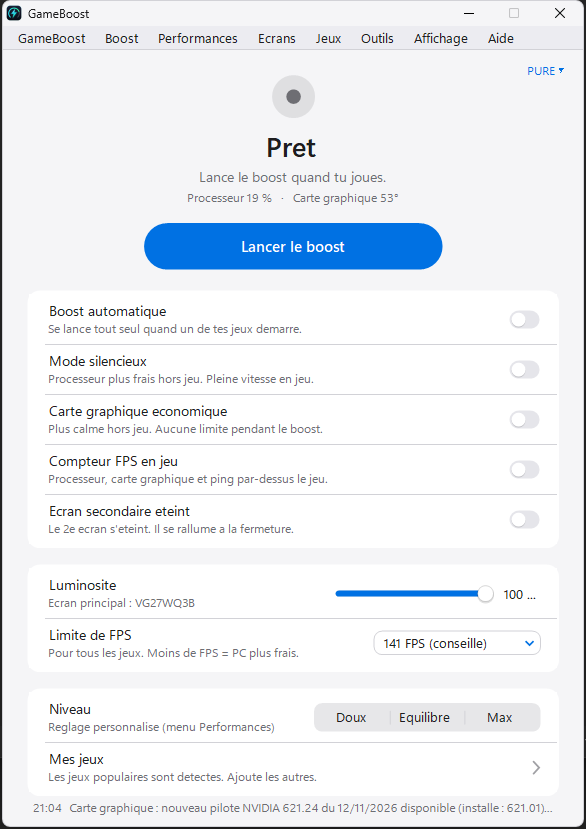 GameBoost
GameBoost Boost Performances Ecrans Jeux Outils Affichage Aide
PURE
Pret
Lance le boost quand tu joues.
Processeur 19 % · Carte graphique 53°
Lancer le boost
Boost automatique
Se lance tout seul quand un de tes jeux demarre.
Mode silencieux
Processeur plus frais hors jeu. Pleine vitesse en jeu.
Carte graphique economique
Plus calme hors jeu. Aucune limite pendant le boost.
Compteur FPS en jeu
Processeur, carte graphique et ping par-dessus le jeu.
Ecran secondaire eteint
Le 2e ecran s'eteint. Il se rallume a la fermeture.
Luminosite
Ecran principal : VG27WQ3B
100 ...
Limite de FPS
Pour tous les jeux. Moins de FPS = PC plus frais.
141 FPS (conseille)
Niveau
Reglage personnalise (menu Performances)
Doux Equilibre Max
Mes jeux
Les jeux populaires sont detectes. Ajoute les autres.
21:04 Carte graphique : nouveau pilote NVIDIA 621.24 du 12/11/2026 disponible (installe : 621.01)...